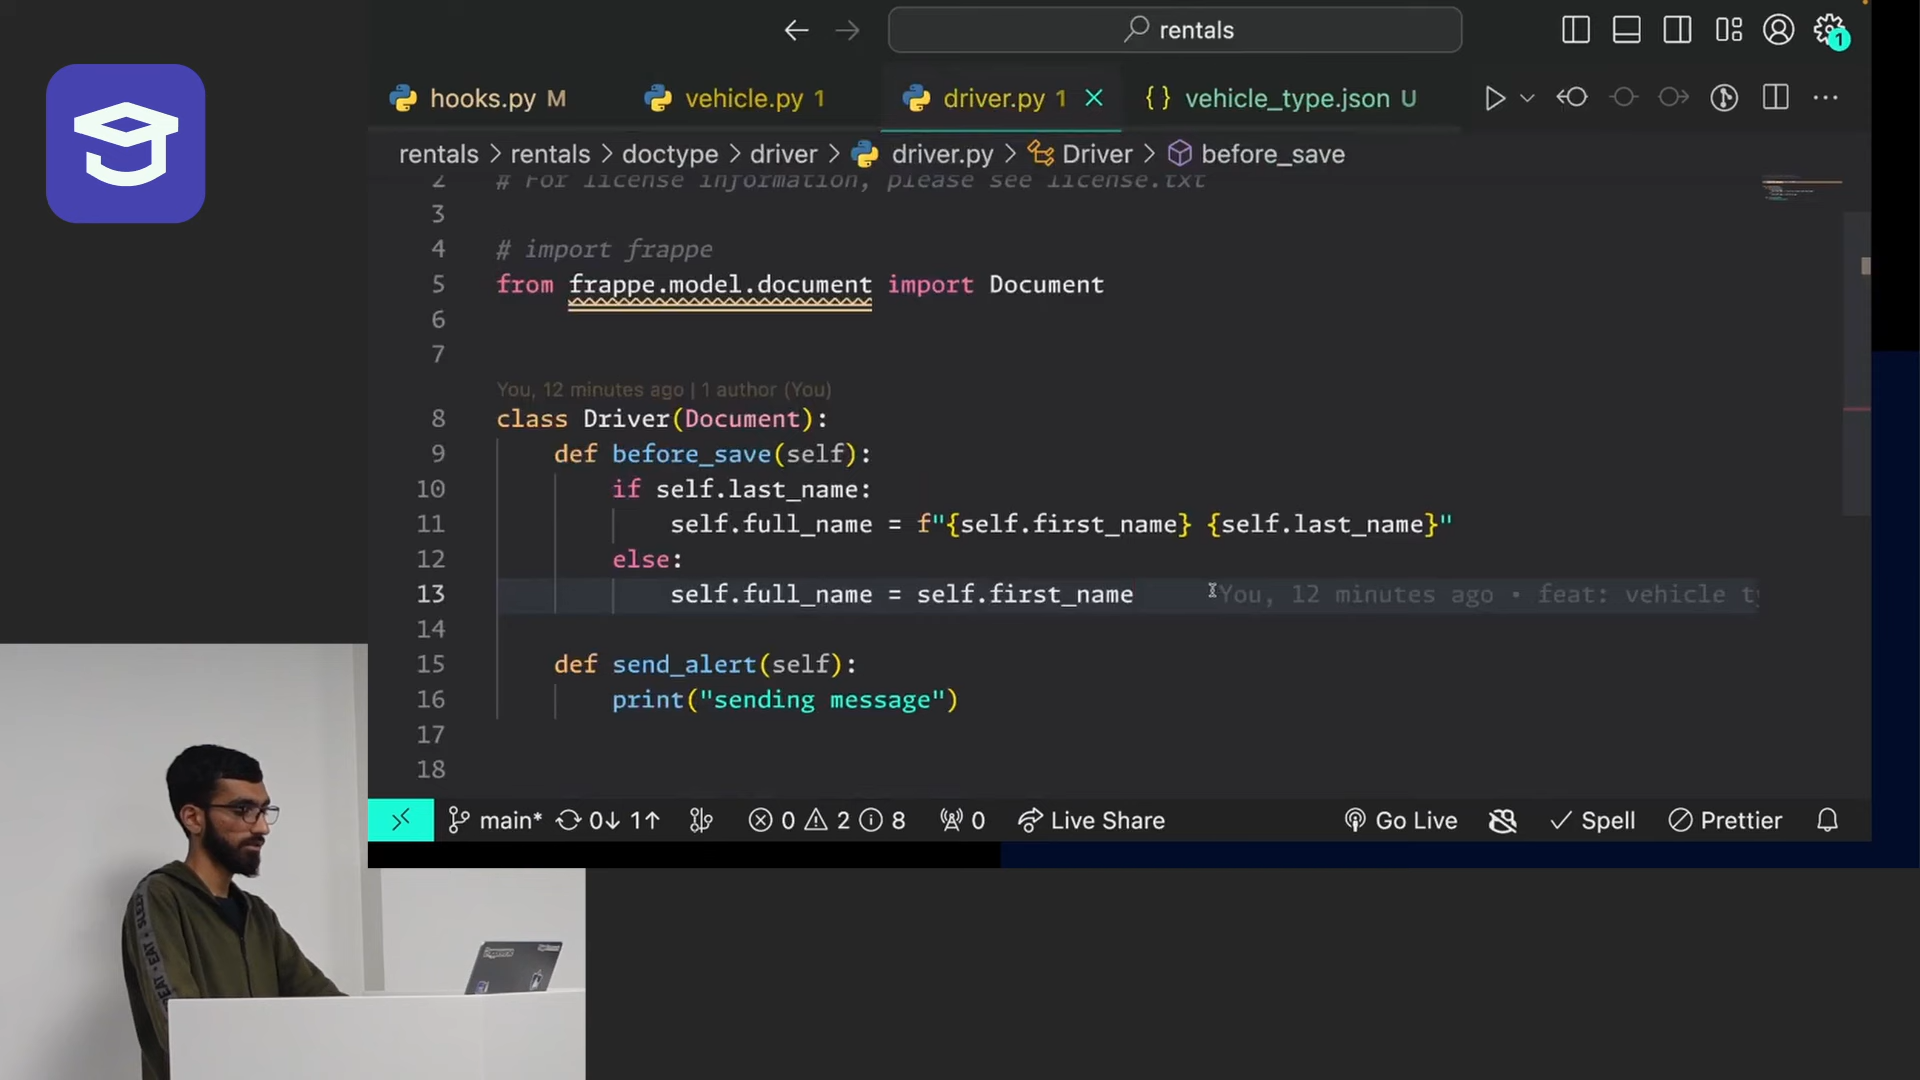 rentals
hooks.py M
vehicle.py 1
driver.py 1
{} vehicle_type.json U
rentals > rentals > doctype > driver > driver.py > Driver > before_save
2 # For license information, please see license.txt
3
4 # import frappe
5 from frappe.model.document import Document
6
7
You, 12 minutes ago | 1 author (You)
8 class Driver(Document):
9 def before_save(self):
10 if self.last_name:
11 self.full_name = f"{self.first_name} {self.last_name}"
12 else:
13 self.full_name = self.first_name You, 12 minutes ago • feat: vehicle
14
15 def send_alert(self):
16 print("sending message")
17
18
main* 0↓ 1↑ 0 2 8 0 Live Share Go Live Spell Prettier
1
EAT • SLEEP